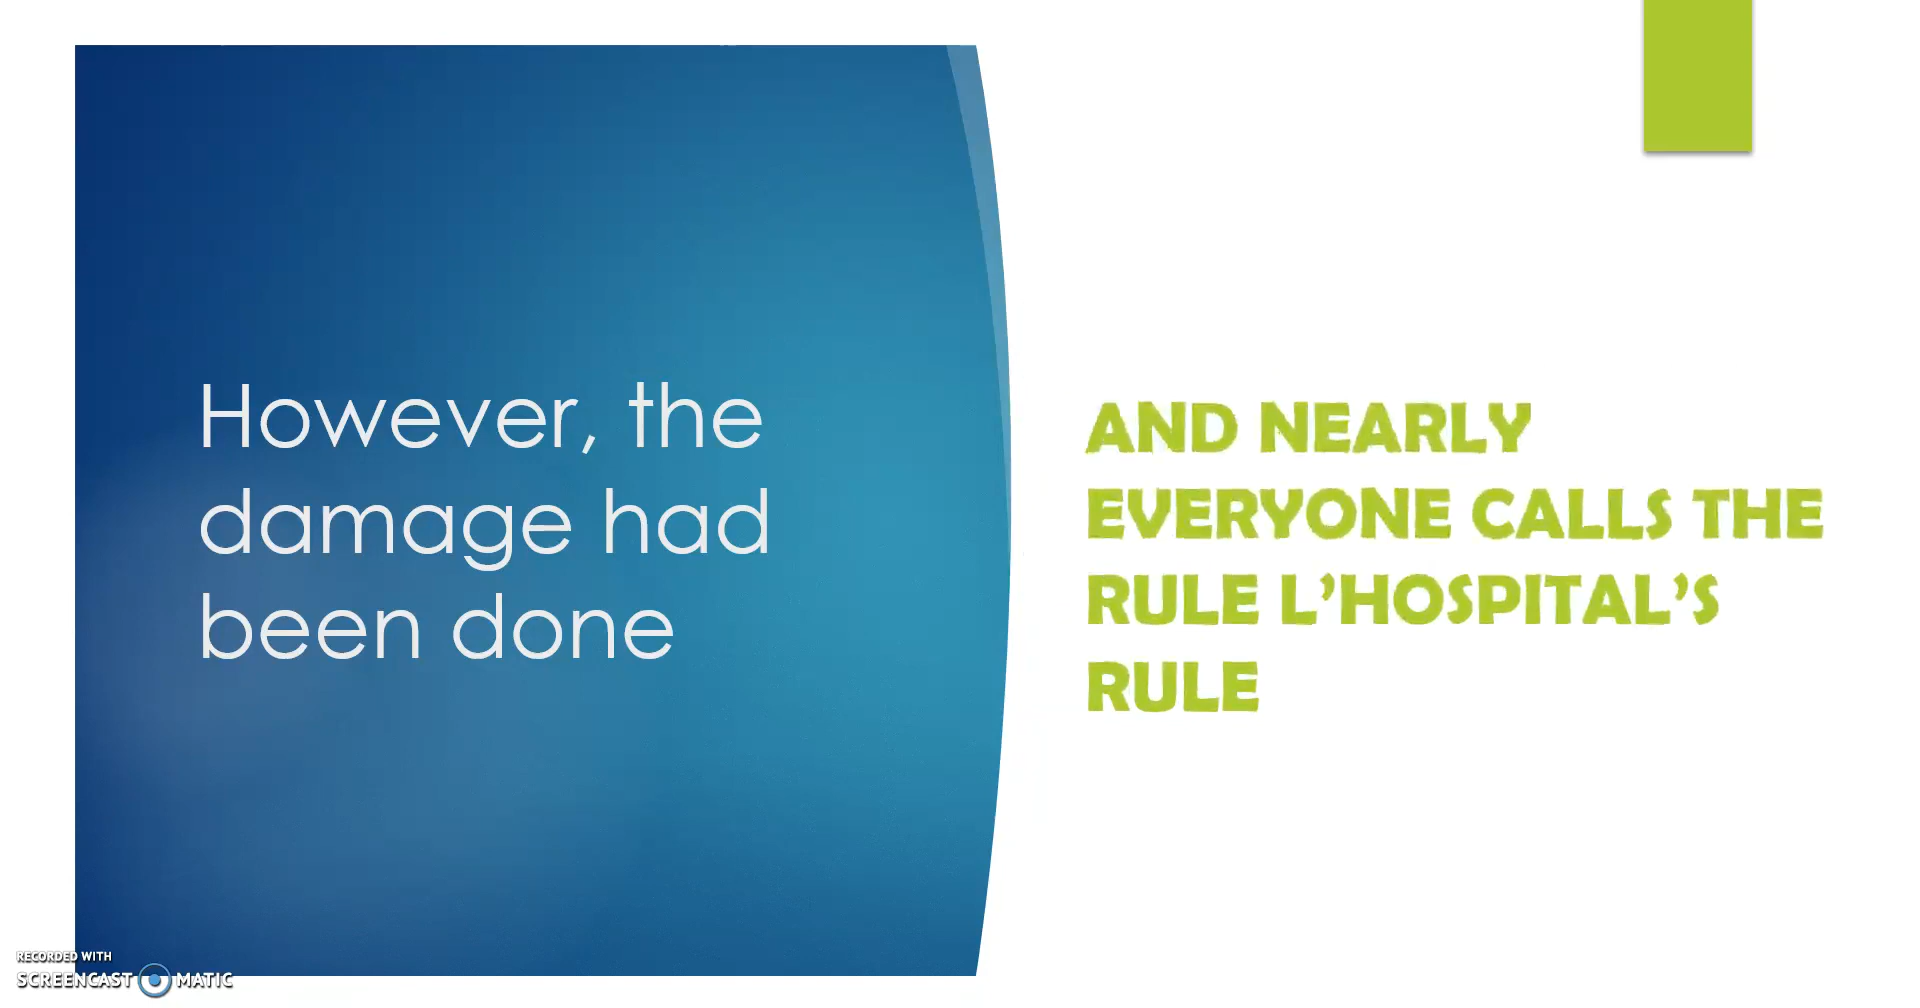 However, the
damage had
been done
AND NEARLY
EVERYONE CALLS THE
RULE L’HOSPITAL’S
RULE
RECORDED WITH
SCREENCAST MATIC